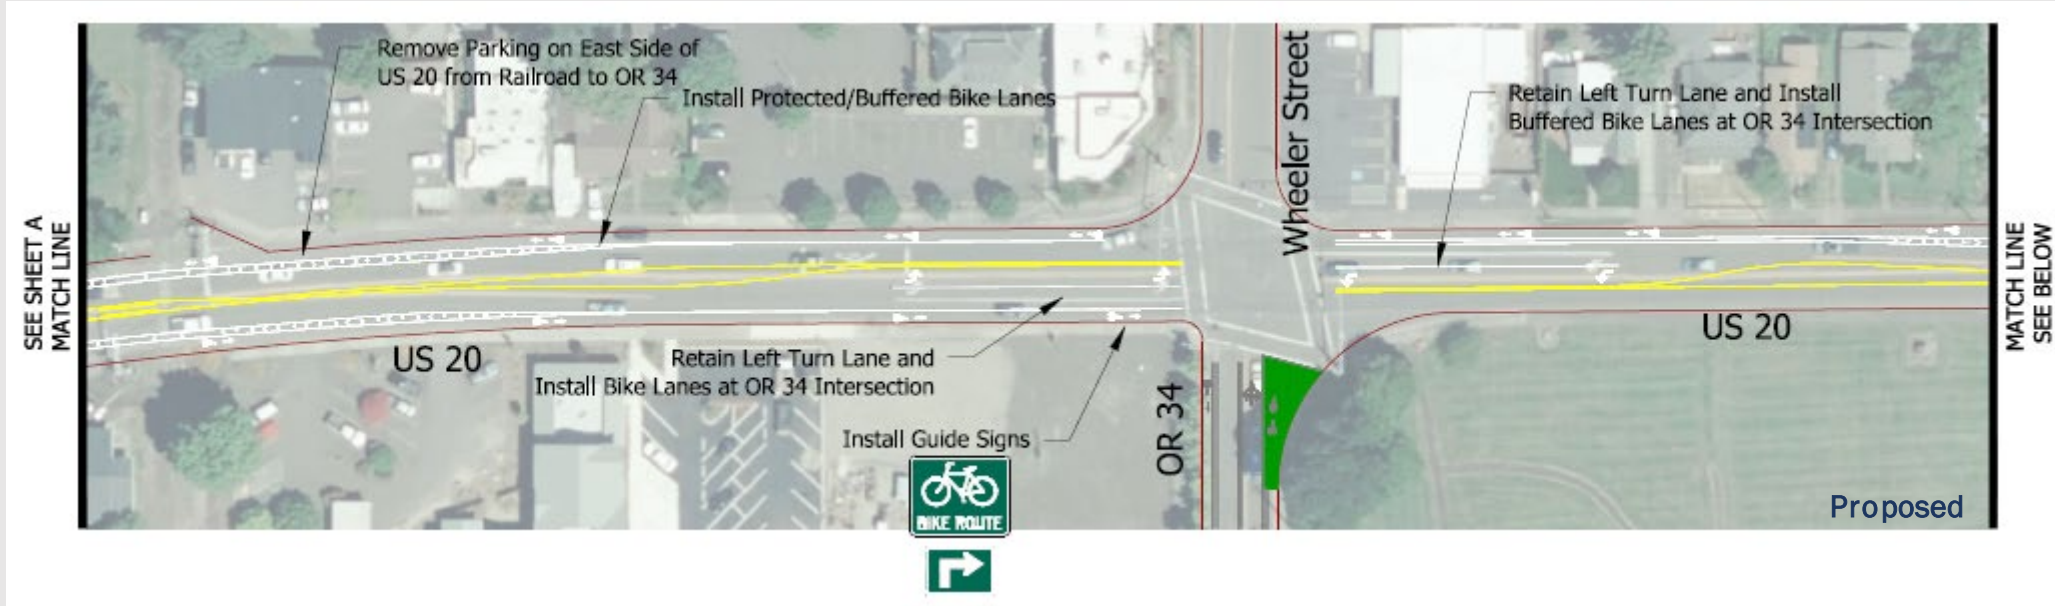 Remove Parking on East Side of
US 20 from Railroad to OR 34
Install Protected/Buffered Bike Lanes
Wheeler Street
Retain Left Turn Lane and Install
Buffered Bike Lanes at OR 34 Intersection
SEE SHEET A
MATCH LINE
MATCH LINE
SEE BELOW
US 20
US 20
Retain Left Turn Lane and
Install Bike Lanes at OR 34 Intersection
OR 34
Install Guide Signs
BIKE ROUTE
Proposed